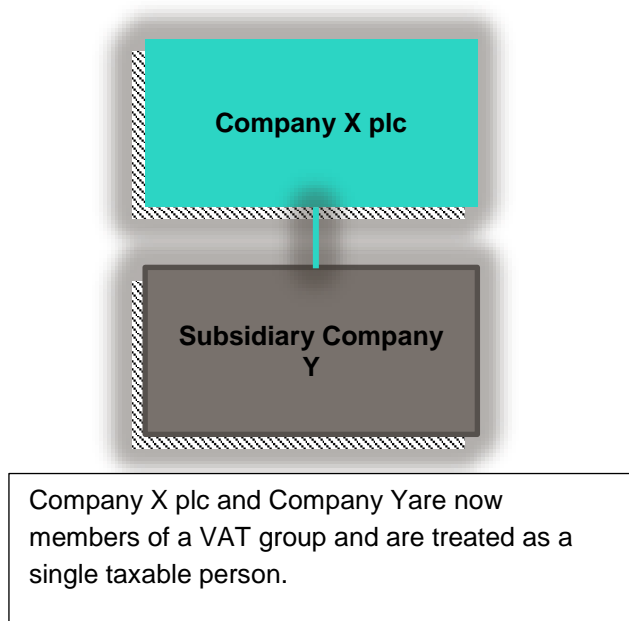 Company X plc
Subsidiary Company
Y
Company X plc and Company Yare now
members of a VAT group and are treated as a
single taxable person.